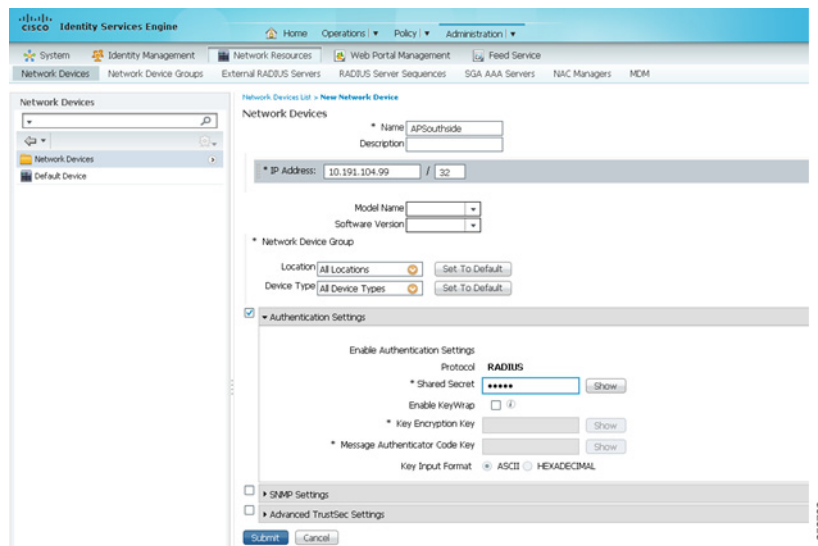 cisco Identity Services Engine
Home Operations | Policy | Administration |
System Identity Management Network Resources Web Portal Management Feed Service
Network Devices Network Device Groups External RADIUS Servers RADIUS Server Sequences SGA AAA Servers NAC Managers MDM
Network Devices
Network Devices
Default Device
Network Devices List > New Network Device
Network Devices
* Name APSouthside
Description
* IP Address: 10.191.104.99 / 32
Model Name
Software Version
* Network Device Group
Location All Locations Set To Default
Device Type All Device Types Set To Default
Authentication Settings
Enable Authentication Settings
Protocol RADIUS
* Shared Secret ••••• Show
Enable KeyWrap
* Key Encryption Key Show
* Message Authenticator Code Key Show
Key Input Format ASCII HEXADECIMAL
SNMP Settings
Advanced TrustSec Settings
Submit Cancel